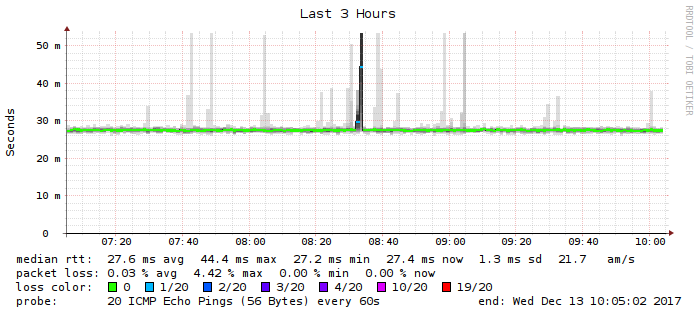 Last 3 Hours
RRDTOOL / TOBI OETIKER
Seconds
50 m
40 m
30 m
20 m
10 m
0
07:20 07:40 08:00 08:20 08:40 09:00 09:20 09:40 10:00
median rtt: 27.6 ms avg 44.4 ms max 27.2 ms min 27.4 ms now 1.3 ms sd 21.7 am/s
packet loss: 0.03 % avg 4.42 % max 0.00 % min 0.00 % now
loss color: 0 1/20 2/20 3/20 4/20 10/20 19/20
probe: 20 ICMP Echo Pings (56 Bytes) every 60s end: Wed Dec 13 10:05:02 2017